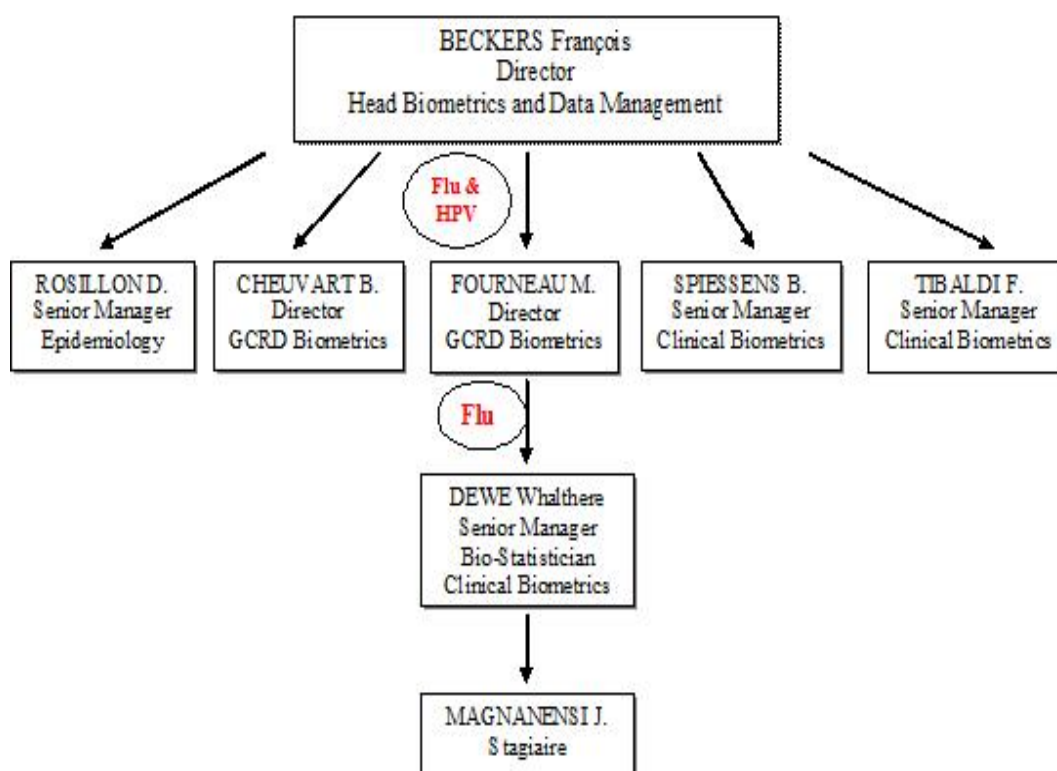 BECKERS François
Director
Head Biometrics and Data Management
Flu &
HPV
ROSILLON D.
Senior Manager
Epidemiology
CHEUVART B.
Director
GCRD Biometrics
FOURNEAU M.
Director
GCRD Biometrics
SPIESSENS B.
Senior Manager
Clinical Biometrics
TIBALDI F.
Senior Manager
Clinical Biometrics
Flu
DEWE Whalthere
Senior Manager
Bio-Statistician
Clinical Biometrics
MAGNANENSI J.
Stagiaire